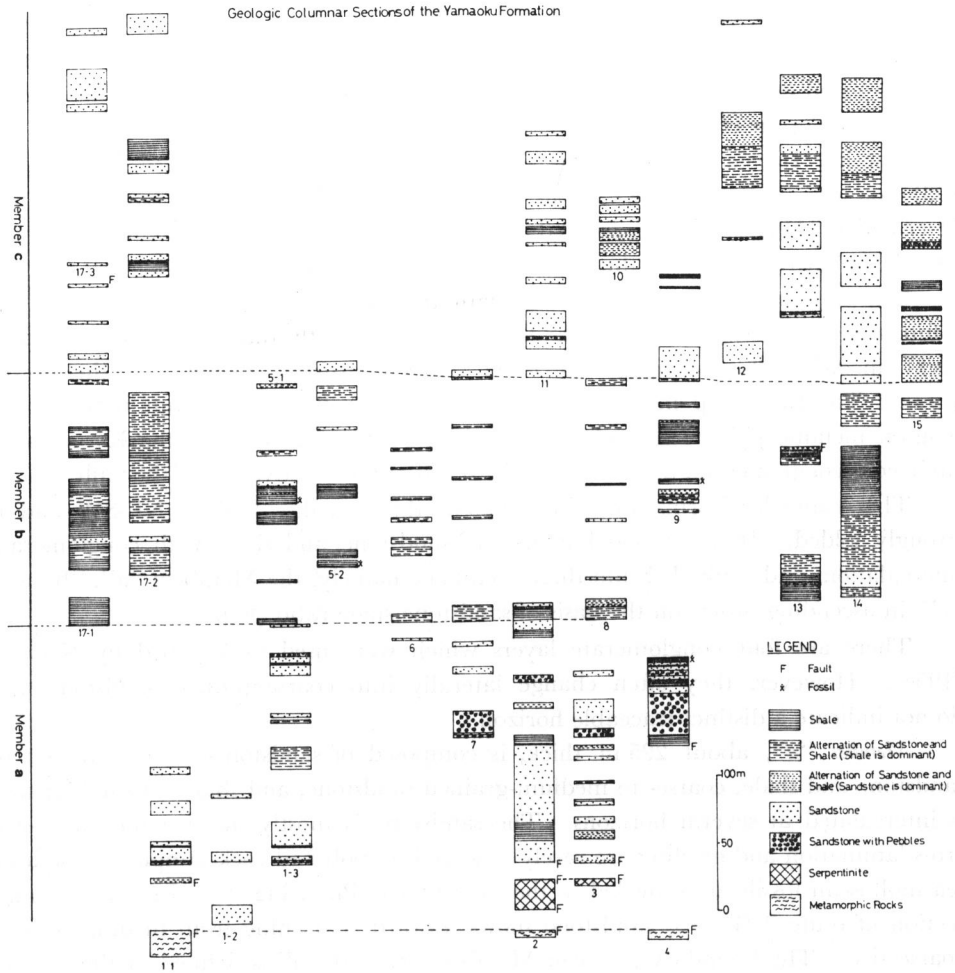 Geologic Columnar Sections of the Yamaoku Formation
Member c
Member b
Member a
17-3
F
10
12
5-1
11
15
F
9
5-2
17-2
13
14
17-1
6
8
7
F
1-3
F
F
F
3
1-2
1 1
F
2
F
4
F
LEGEND
F Fault
Fossil
Shale
Alternation of Sandstone and
Shale (Shale is dominant)
Alternation of Sandstone and
Shale (Sandstone is dominant)
Sandstone
Sandstone with Pebbles
Serpentinite
Metamorphic Rocks
100m
50
0